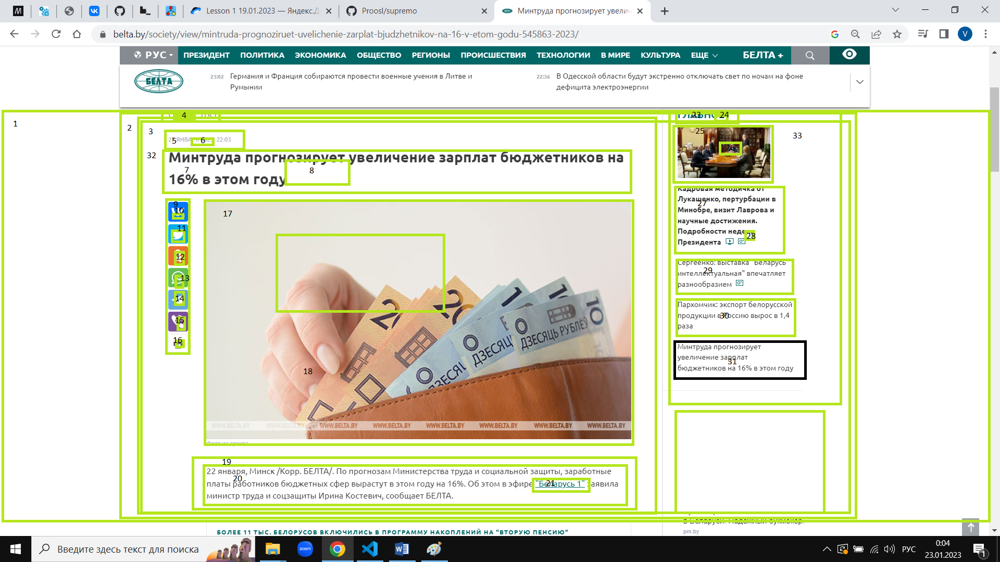 Lesson 1 19.01.2023 — Яндекс.Д
Proosl/supremo
Минтруда прогнозирует увелич
belta.by/society/view/mintruda-prognoziruet-uvelichenie-zarplat-bjudzhetnikov-na-16-v-etom-godu-545863-2023/
V
РУС
ПРЕЗИДЕНТ ПОЛИТИКА ЭКОНОМИКА ОБЩЕСТВО РЕГИОНЫ ПРОИСШЕСТВИЯ ТЕХНОЛОГИИ В МИРЕ КУЛЬТУРА ЕЩЕ БЕЛТА +
БЕЛТА
23:02 Германия и Франция собираются провести военные учения в Литве и
Румынии
22:36 В Одесской области будут экстренно отключать свет по ночам на фоне
дефицита электроэнергии
1
2
3
4
5
6
22:03
32
Минтруда прогнозирует увеличение зарплат бюджетников на
7
8
16% в этом году
9
10
11
12
13
14
15
16
17
18
ДЕСЯЦЬ РУБЛЁЎ
WWW.BELTA.BY WWW.BELTA.BY WWW.BELTA.BY WWW.BELTA.BY WWW.BELTA.BY WWW.BELTA.BY WWW.BELTA.BY WWW.BELTA.BY
Фото из архива
19
20
21
22 января, Минск /Корр. БЕЛТА/. По прогнозам Министерства труда и социальной защиты, заработные
платы работников бюджетных сфер вырастут в этом году на 16%. Об этом в эфире "Беларусь 1" заявила
министр труда и соцзащиты Ирина Костевич, сообщает БЕЛТА.
БОЛЕЕ 11 ТЫС. БЕЛОРУСОВ ВКЛЮЧИЛИСЬ В ПРОГРАММУ НАКОПЛЕНИЙ НА "ВТОРУЮ ПЕНСИЮ"
23
24
25
26
33
Кадровая методичка от
Лукашенко, пертурбации в
27
Минобре, визит Лаврова и
научные достижения.
Подробности недели
28
Президента
Сергеенко: выставка "Беларусь
29
интеллектуальная" впечатляет
разнообразием
Пархомчик: экспорт белорусской
30
продукции в Россию вырос в 1,4
раза
Минтруда прогнозирует
увеличение зарплат
31
бюджетников на 16% в этом году
в Беларуси. Надежный букмекер.
pm.by
Введите здесь текст для поиска
zoom
РУС
0:04
23.01.2023
1